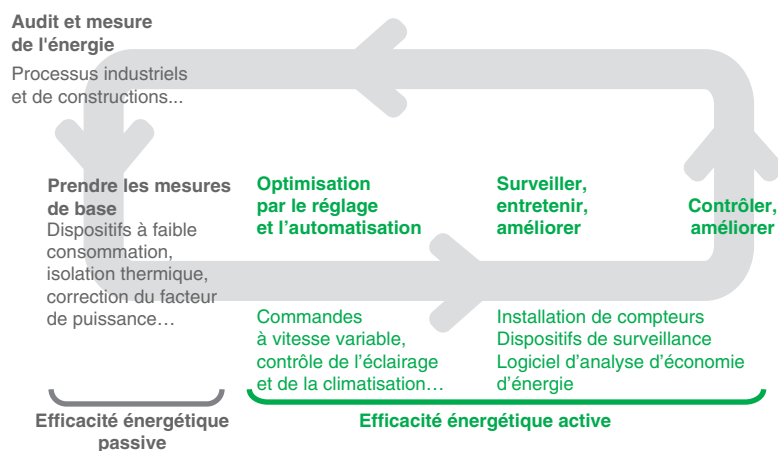 Audit et mesure
de l'énergie
Processus industriels
et de constructions...
Prendre les mesures
de base
Dispositifs à faible
consommation,
isolation thermique,
correction du facteur
de puissance…
Optimisation
par le réglage
et l’automatisation
Surveiller,
entretenir,
améliorer
Contrôler,
améliorer
Commandes
à vitesse variable,
contrôle de l’éclairage
et de la climatisation…
Installation de compteurs
Dispositifs de surveillance
Logiciel d’analyse d’économie
d’énergie
Efficacité énergétique
passive
Efficacité énergétique active